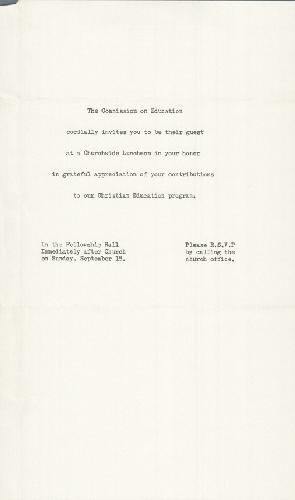 The Commission on Education
cordially invites you to be their guest
at a Churchwide Luncheon in your honor
in grateful appreciation of your contributions
to our Christian Education program.
In the Fellowship Hall
Immediately after Church
on Sunday, September 18.
Please R.S.V.P
by calling the
church office.